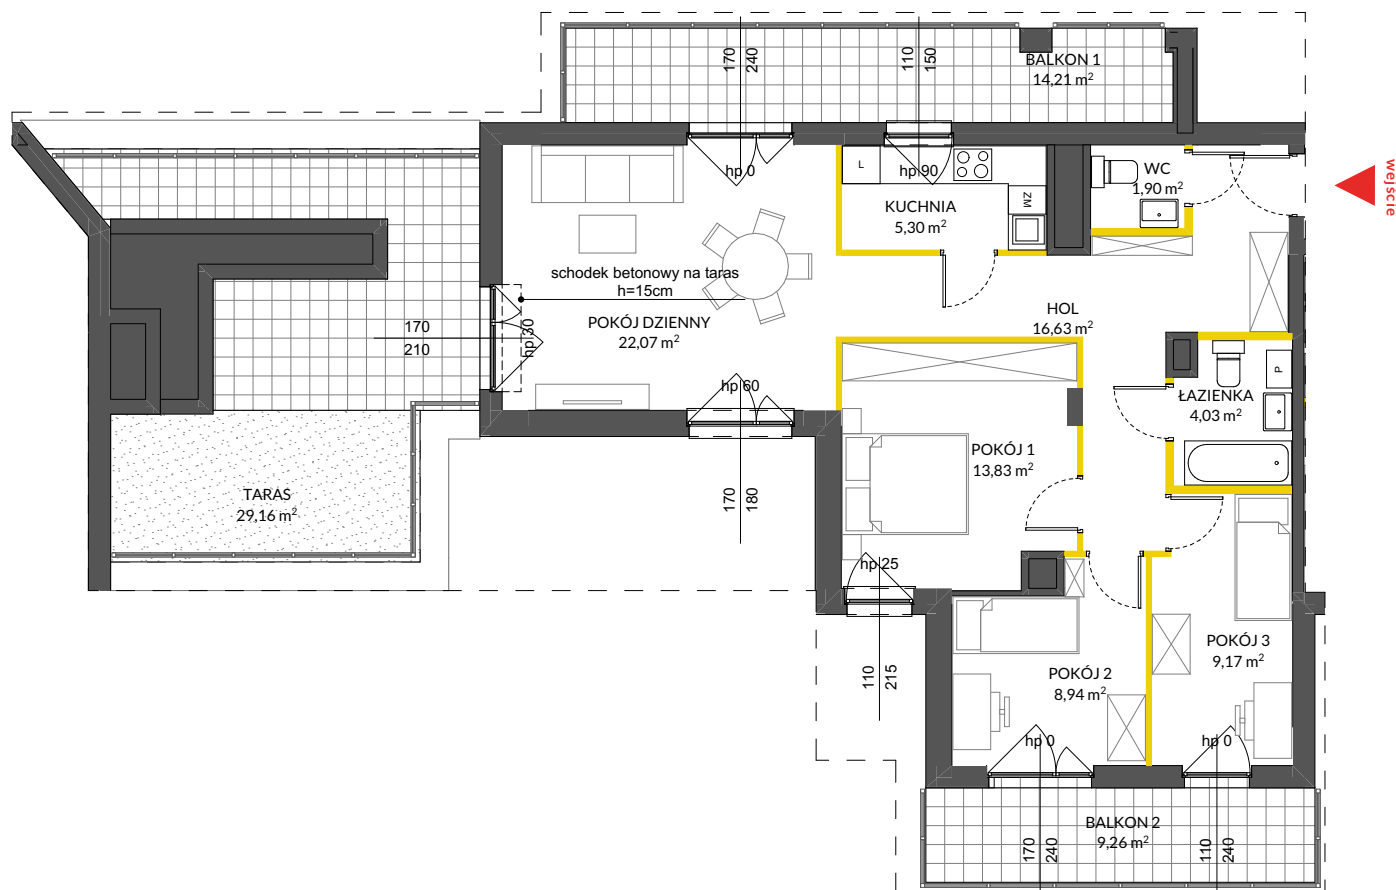 170
240
110
150
BALKON 1
14,21 m²
wejście
hp 0
L
hp 90
ZM
WC
1,90 m²
KUCHNIA
5,30 m²
schodek betonowy na taras
h=15cm
POKÓJ DZIENNY
22,07 m²
HOL
16,63 m²
170
210
hp 30
hp 60
P
ŁAZIENKA
4,03 m²
POKÓJ 1
13,83 m²
TARAS
29,16 m²
170
180
hp 25
POKÓJ 2
8,94 m²
POKÓJ 3
9,17 m²
110
215
hp 0
hp 0
BALKON 2
9,26 m²
170
240
110
240